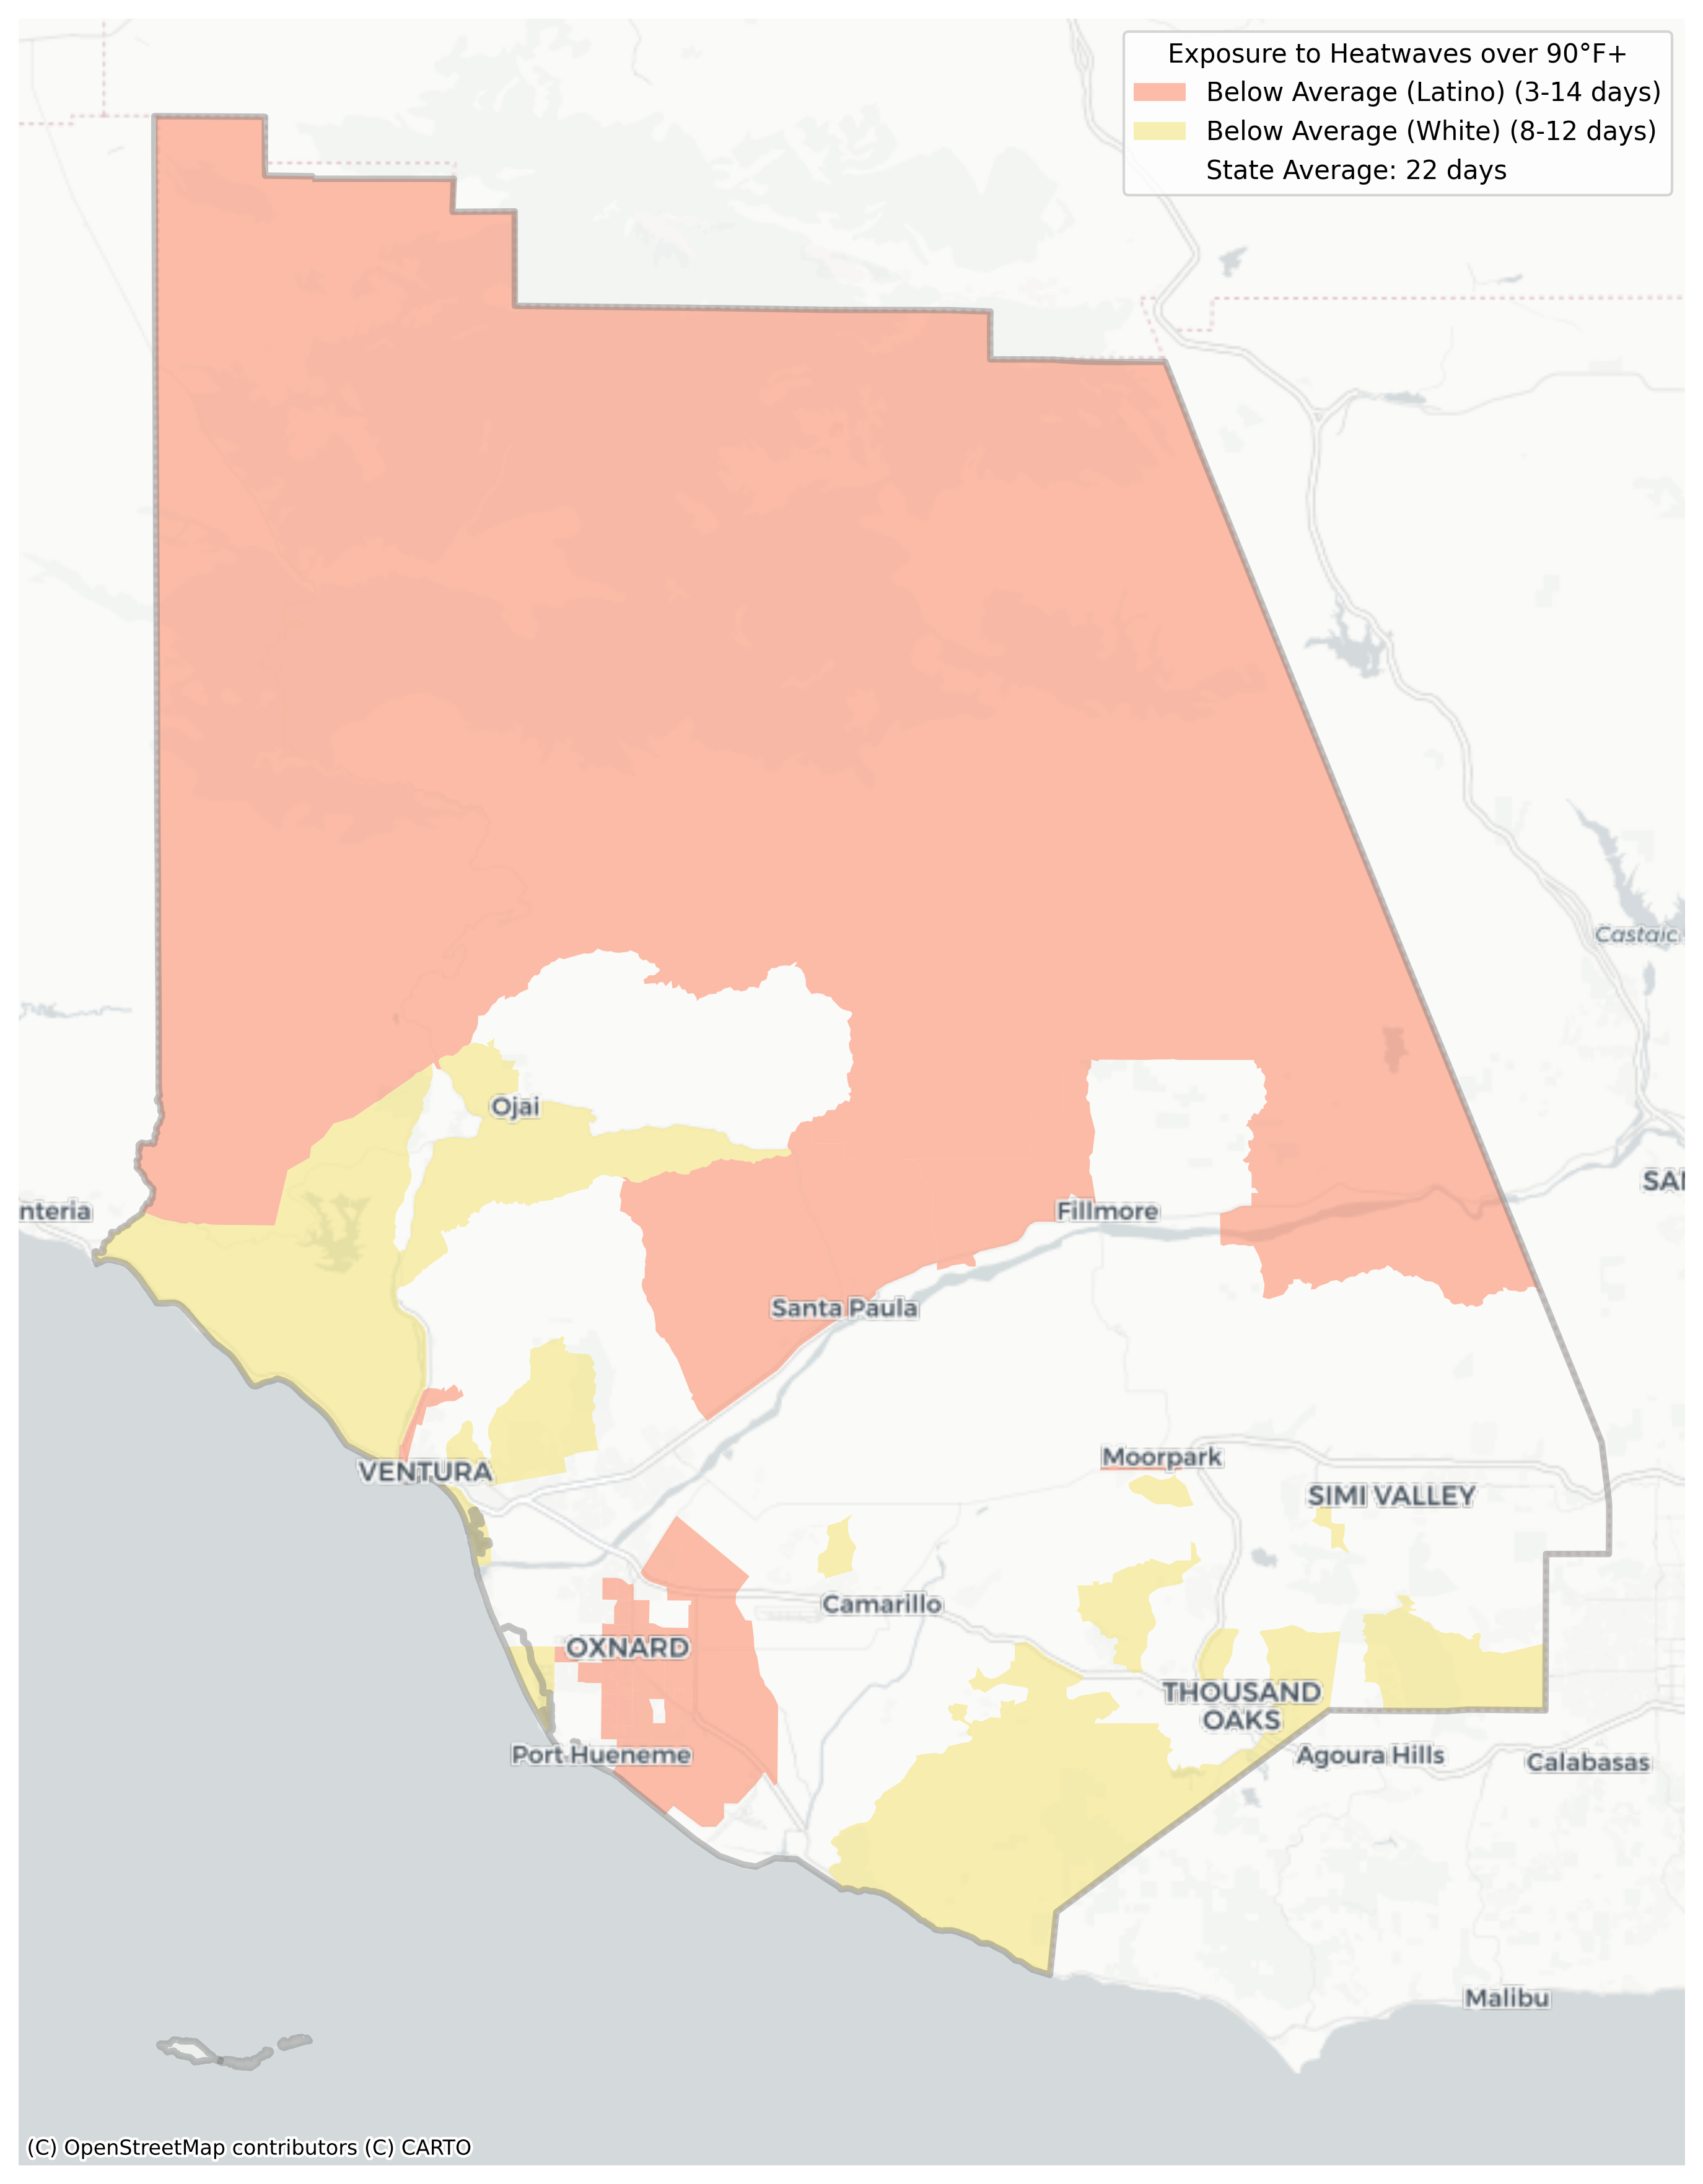 Exposure to Heatwaves over 90°F+
Below Average (Latino) (3-14 days)
Below Average (White) (8-12 days)
State Average: 22 days
Castaic
SAN
Ojai
nteria
Fillmore
Santa Paula
Moorpark
VENTURA
SIMI VALLEY
Camarillo
OXNARD
THOUSAND
OAKS
Port Hueneme
Agoura Hills
Calabasas
Malibu
(C) OpenStreetMap contributors (C) CARTO